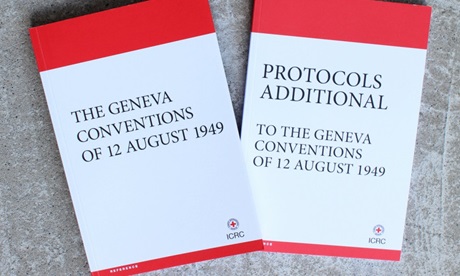 THE GENEVA
CONVENTIONS
OF 12 AUGUST 1949
ICRC
PROTOCOLS
ADDITIONAL
TO THE GENEVA
CONVENTIONS
OF 12 AUGUST 1949
ICRC